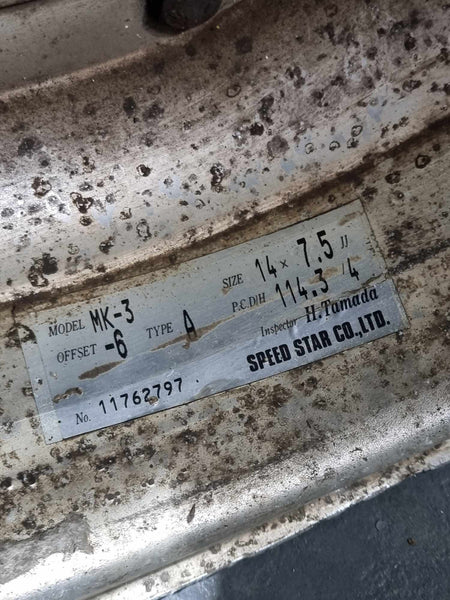 MODEL MK-3 SIZE 14 × 7.5 JJ
OFFSET -6 TYPE A P.C.D/H 114.3 /4
Inspector H.Tamada
No. 11762797 SPEED STAR CO.,LTD.